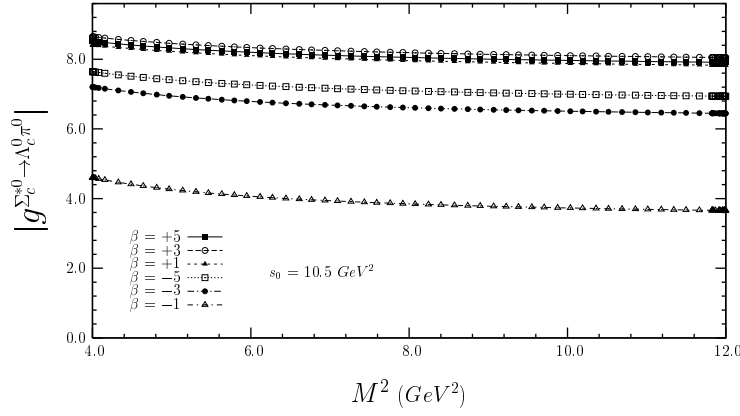 |g^{Σ_c^{*0}→Λ_c^0π^0}|
8.0
6.0
4.0
2.0
0.0
β = +5
β = +3
β = +1
β = −5
β = −3
β = −1
s_0 = 10.5 GeV^2
4.0 6.0 8.0 10.0 12.0
M^2 (GeV^2)